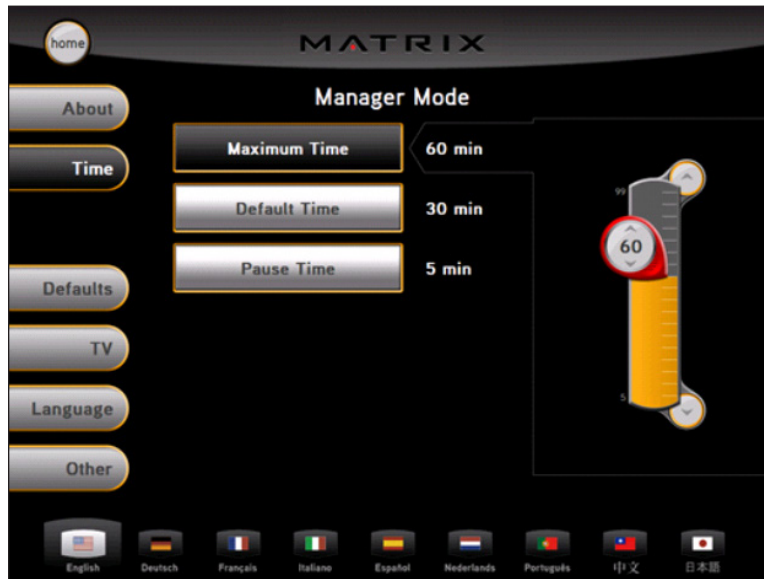 home
MATRIX
Manager Mode
About
Time
Defaults
TV
Language
Other
Maximum Time 60 min
Default Time 30 min
Pause Time 5 min
99
60
5
English Deutsch Français Italiano Español Nederlands Português 中文 日本語